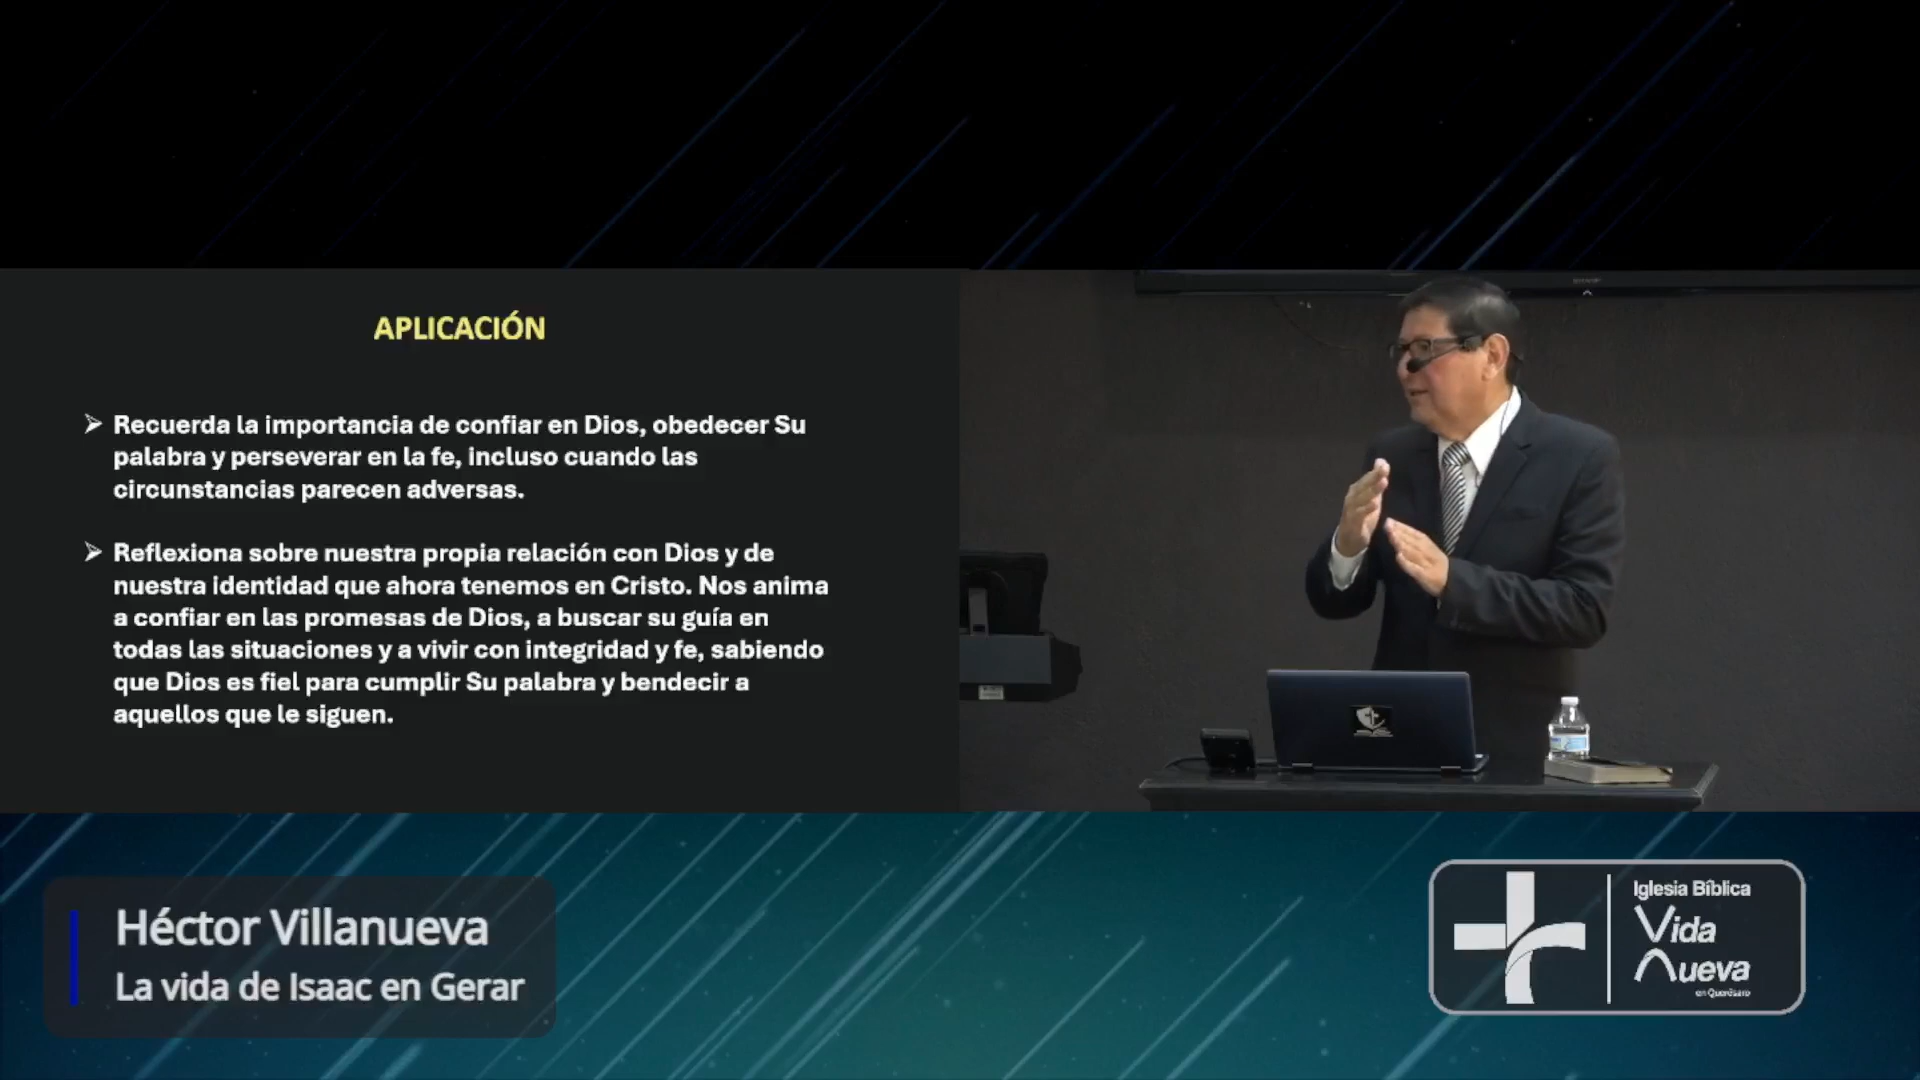 APLICACIÓN
➢ Recuerda la importancia de confiar en Dios, obedecer Su
palabra y perseverar en la fe, incluso cuando las
circunstancias parecen adversas.
➢ Reflexiona sobre nuestra propia relación con Dios y de
nuestra identidad que ahora tenemos en Cristo. Nos anima
a confiar en las promesas de Dios, a buscar su guía en
todas las situaciones y a vivir con integridad y fe, sabiendo
que Dios es fiel para cumplir Su palabra y bendecir a
aquellos que le siguen.
Héctor Villanueva
La vida de Isaac en Gerar
Iglesia Bíblica
Vida
Nueva
en Querétaro